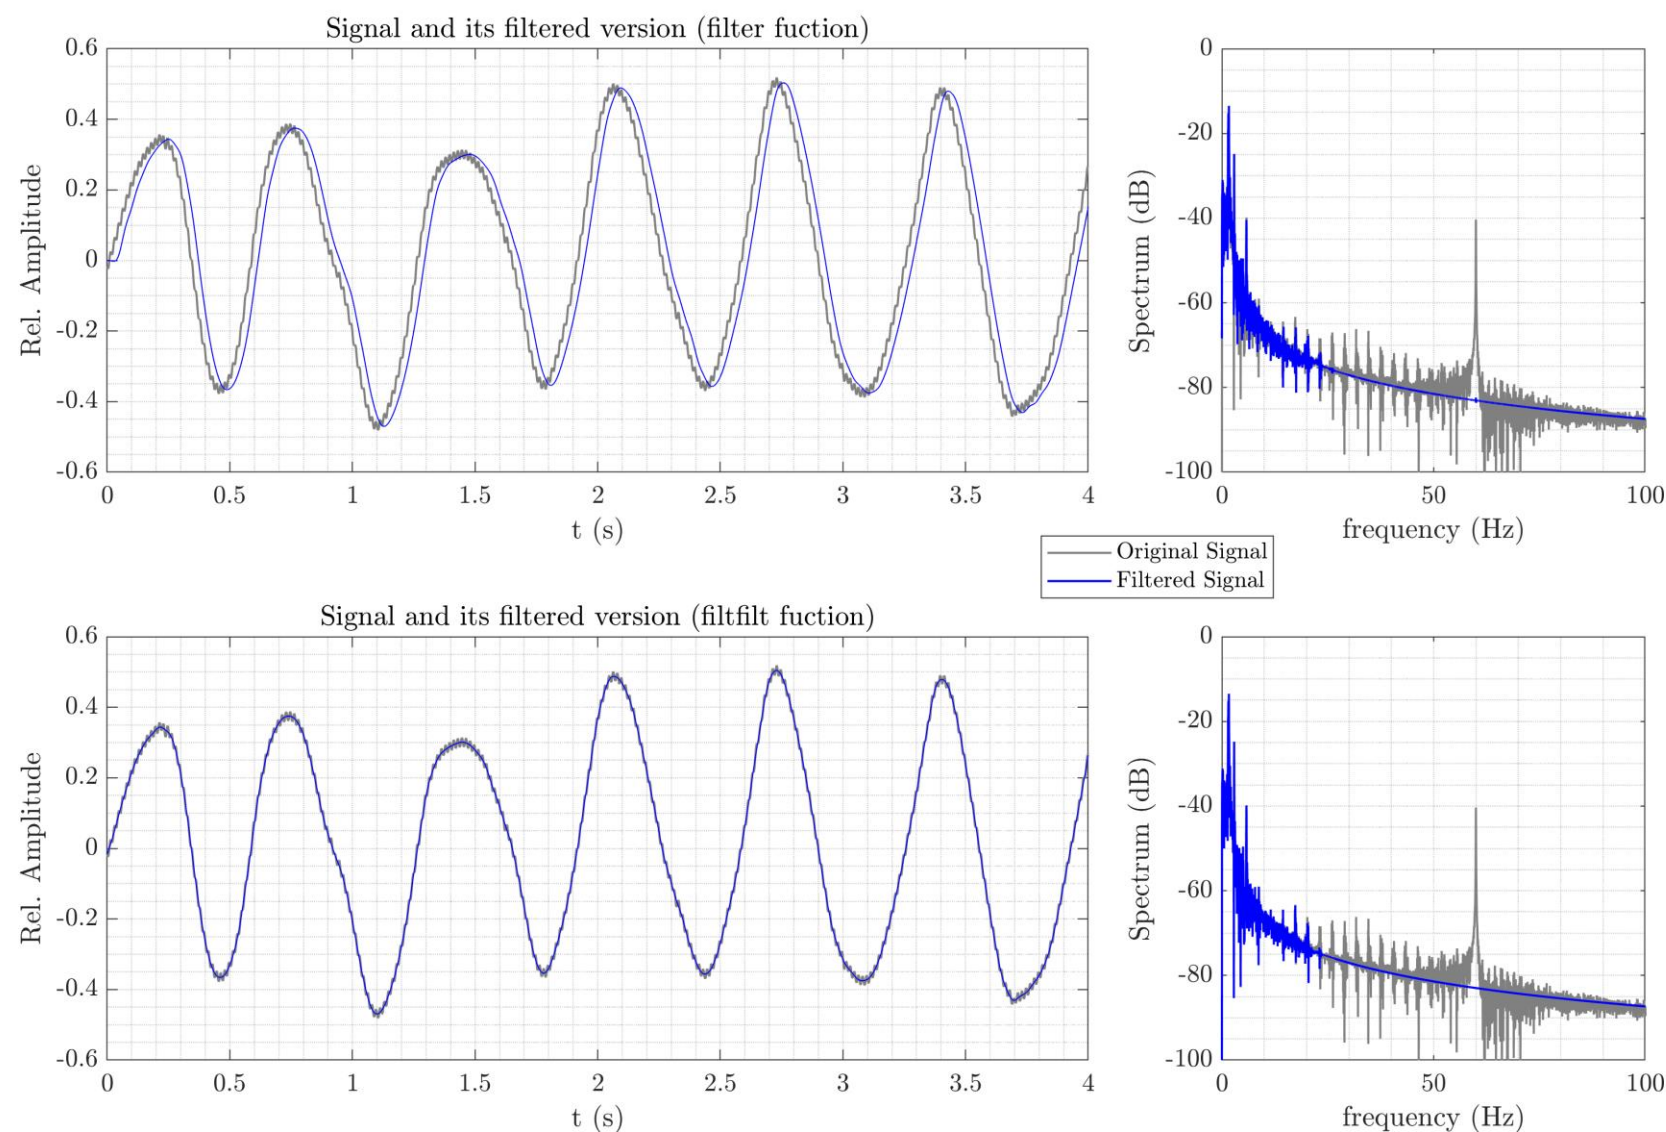 Signal and its filtered version (filter fuction)
0.6
0.4
0.2
0
-0.2
-0.4
-0.6
Rel. Amplitude
0 0.5 1 1.5 2 2.5 3 3.5 4
t (s)
0
-20
-40
-60
-80
-100
Spectrum (dB)
0 50 100
frequency (Hz)
Original Signal
Filtered Signal
Signal and its filtered version (filtfilt fuction)
0.6
0.4
0.2
0
-0.2
-0.4
-0.6
Rel. Amplitude
0 0.5 1 1.5 2 2.5 3 3.5 4
t (s)
0
-20
-40
-60
-80
-100
Spectrum (dB)
0 50 100
frequency (Hz)